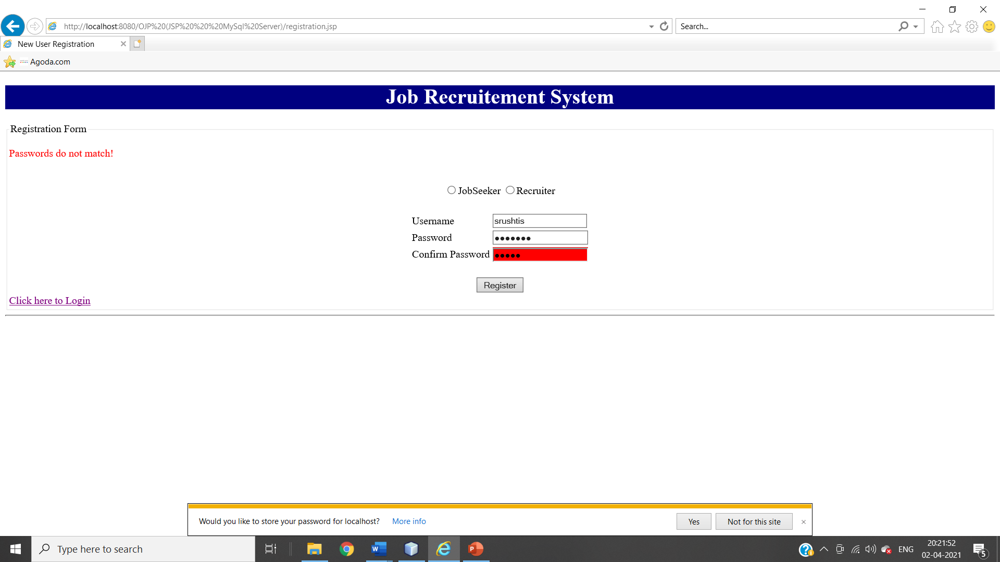 http://localhost:8080/OJP%20(JSP%20%20%20MySql%20Server)/registration.jsp
Search...
New User Registration
Agoda.com
Job Recruitement System
Registration Form
Passwords do not match!
JobSeeker Recruiter
Username srushtis
Password
Confirm Password
Register
Click here to Login
Would you like to store your password for localhost? More info Yes Not for this site
Type here to search
ENG
20:21:52
02-04-2021
5